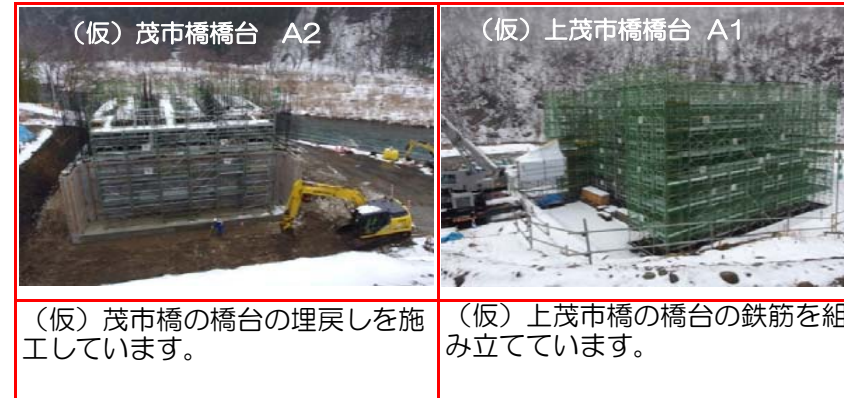 （仮）茂市橋橋台　A2
（仮）上茂市橋橋台 A1
（仮）茂市橋の橋台の埋戻しを施
工しています。
（仮）上茂市橋の橋台の鉄筋を組
み立てています。